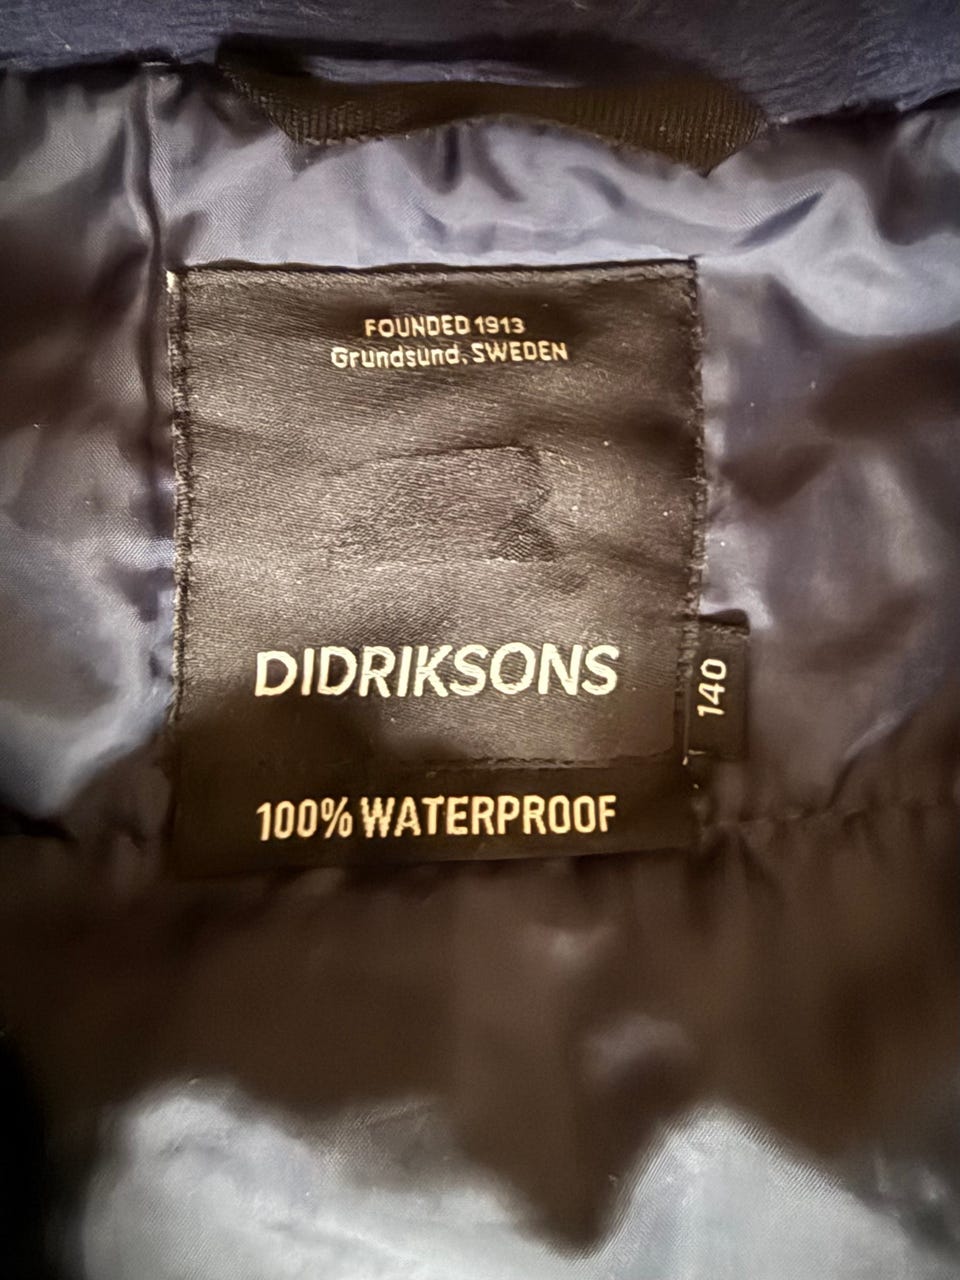 FOUNDED 1913
Grundsund, SWEDEN
DIDRIKSONS
140
100% WATERPROOF